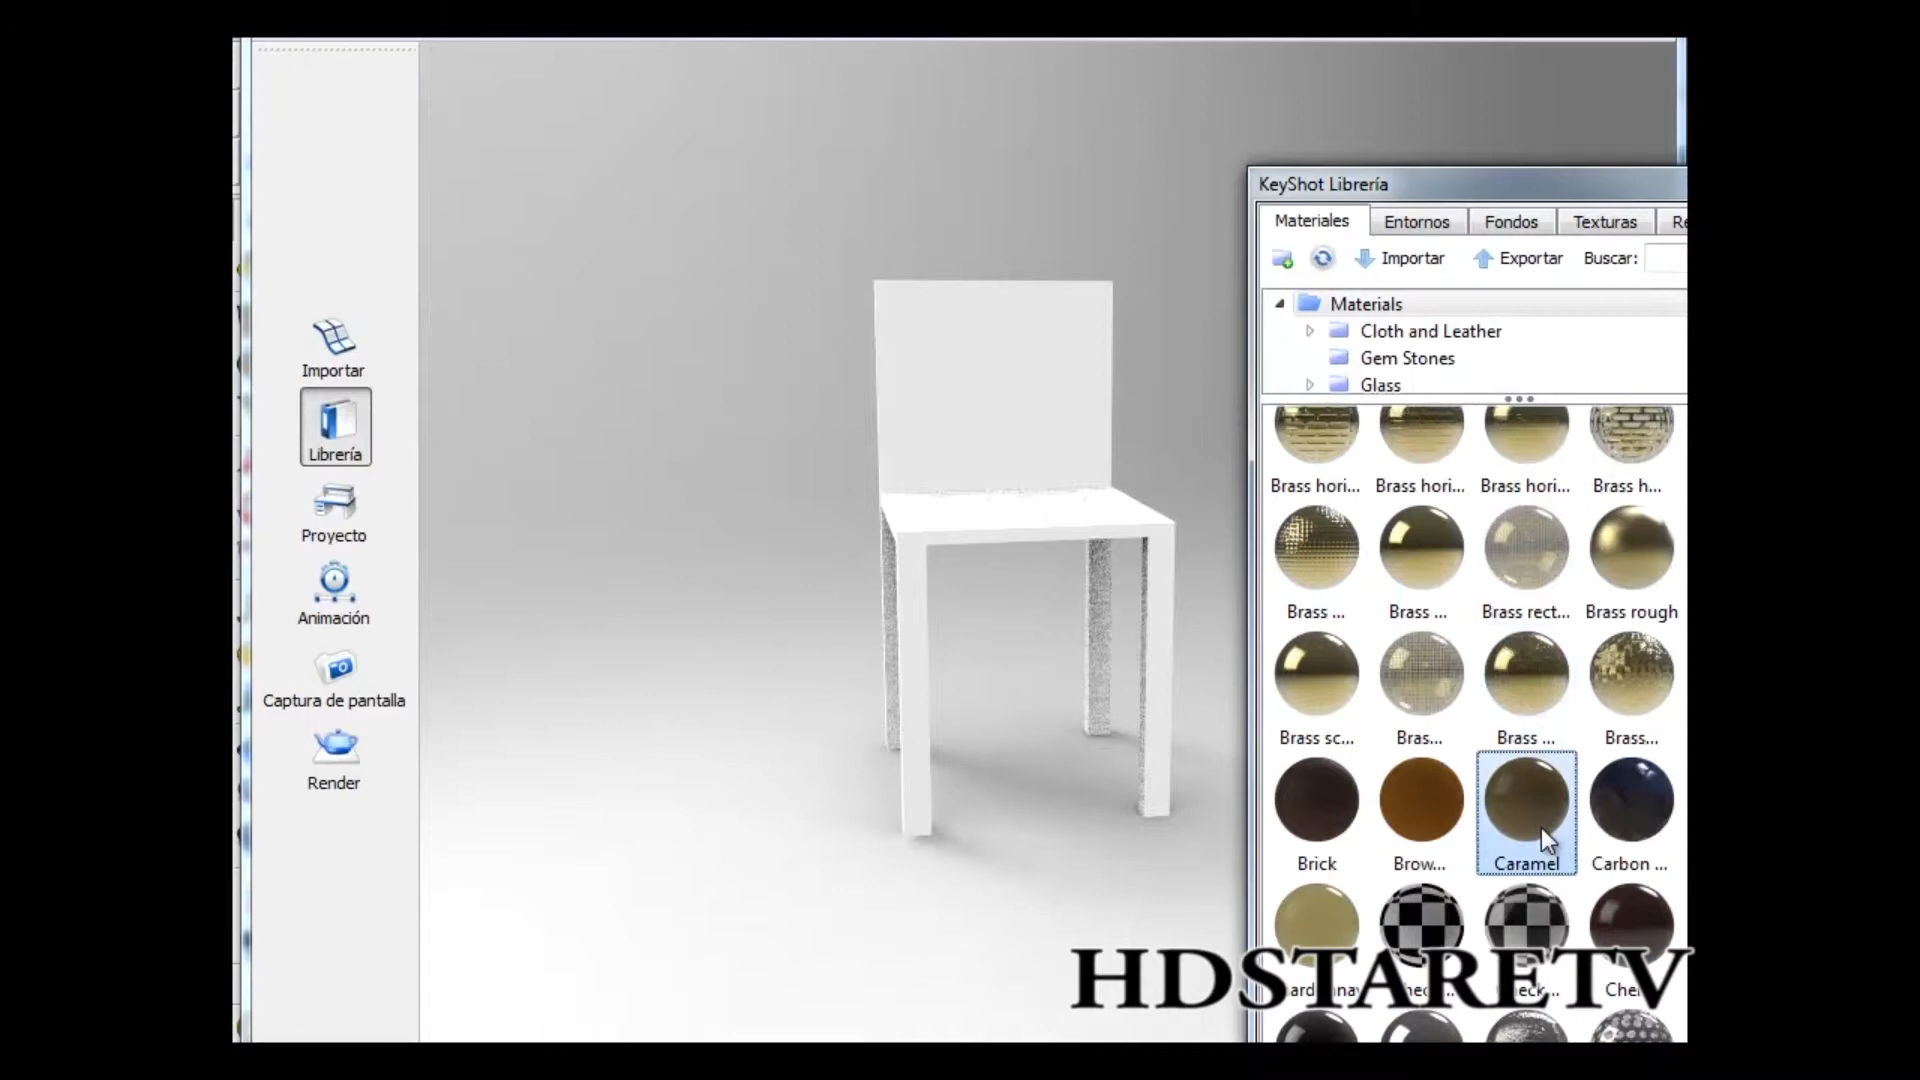 KeyShot Librería
Materiales Entornos Fondos Texturas Re
Importar Exportar Buscar:
Materials
Cloth and Leather
Gem Stones
Glass
Importar
Librería
Proyecto
Animación
Captura de pantalla
Render
Brass hori... Brass hori... Brass hori... Brass h...
Brass ... Brass ... Brass rect... Brass rough
Brass sc... Bras... Brass ... Brass...
Brick Brow... Caramel Carbon ...
HDSTARETV